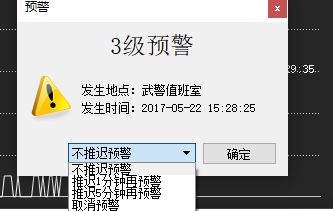 预警
x
3级预警
29:35
发生地点：武警值班室
发生时间：2017-05-22 15:28:25
不推迟预警
确定
不推迟预警
推迟1分钟再预警
推迟5分钟再预警
取消预警